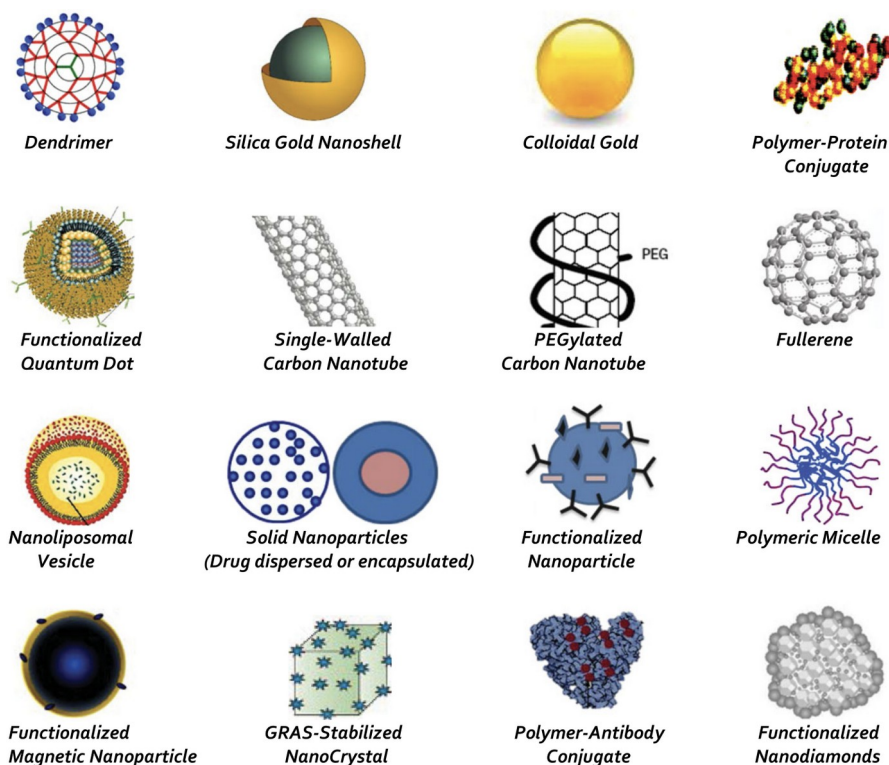 Dendrimer
Silica Gold Nanoshell
Colloidal Gold
Polymer-Protein
Conjugate
PEG
Functionalized
Quantum Dot
Single-Walled
Carbon Nanotube
PEGylated
Carbon Nanotube
Fullerene
Nanoliposomal
Vesicle
Solid Nanoparticles
(Drug dispersed or encapsulated)
Functionalized
Nanoparticle
Polymeric Micelle
Functionalized
Magnetic Nanoparticle
GRAS-Stabilized
NanoCrystal
Polymer-Antibody
Conjugate
Functionalized
Nanodiamonds